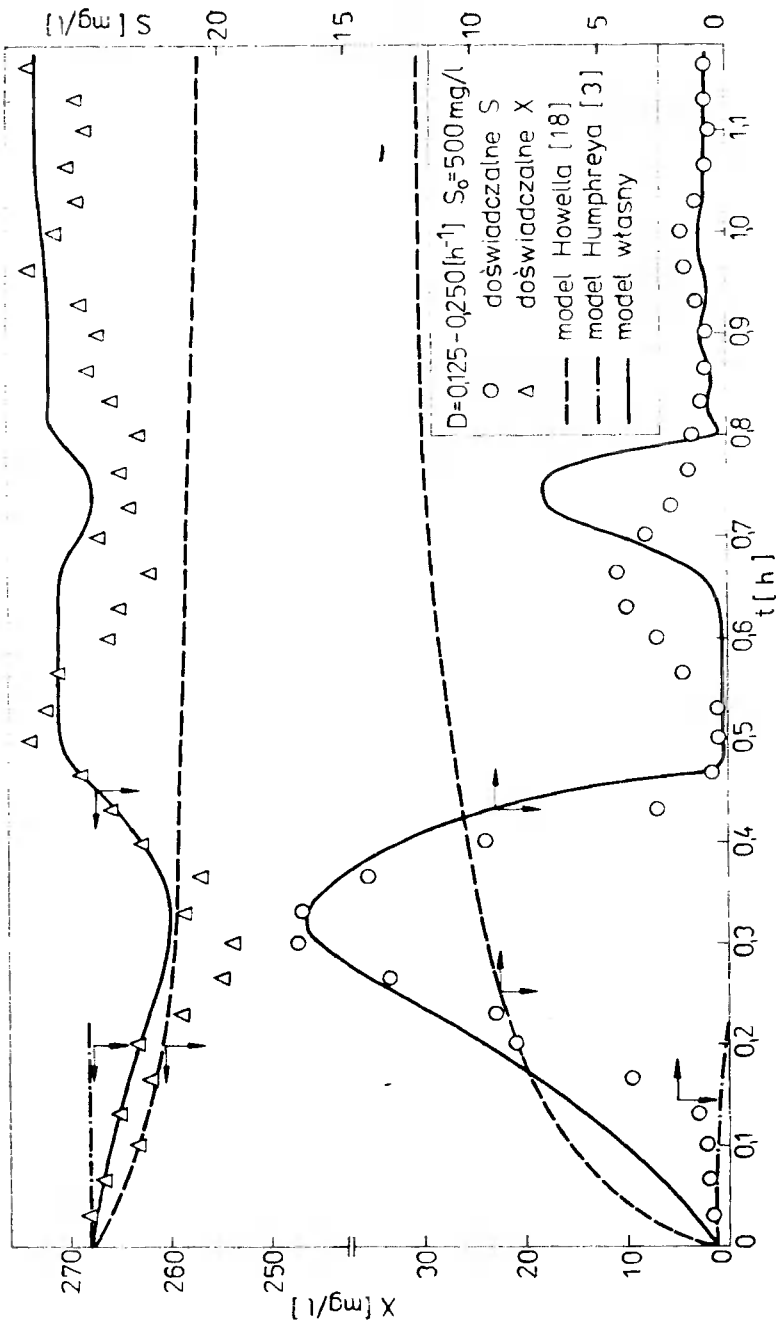 S [mg/l]
20
15
10
5
0
X [mg/l]
270
260
250
30
20
10
0
D=0,125-0,250[h⁻¹] S₀=500mg/l
○ doświadczalne S
△ doświadczalne X
model Howella [18]
model Humphreya [3]
model własny
0,1
0,2
0,3
0,4
0,5
0,6
0,7
0,8
0,9
1,0
1,1
t [h]